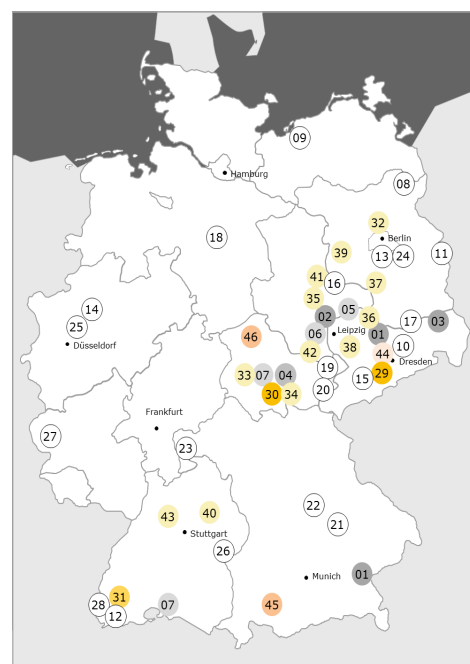 09
Hamburg
08
32
18
Berlin
39
13 24 11
41
16 37
35
05
14 02 36 17 03
25 06 Leipzig 01
46 38 10
Düsseldorf
42 44
Dresden
19
33 07 04 15 29
30 34 20
Frankfurt
27
23
22
43 40
21
Stuttgart
26
01
Munich
31
28 07 45
12